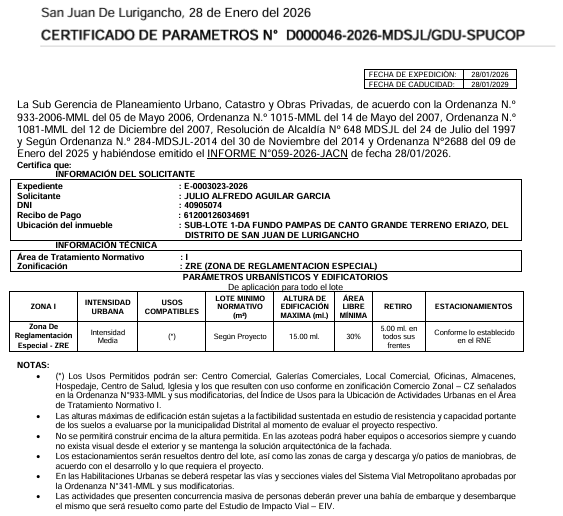 San Juan De Lurigancho, 28 de Enero del 2026
CERTIFICADO DE PARAMETROS N° D000046-2026-MDSJL/GDU-SPUCOP
FECHA DE EXPEDICIÓN: 28/01/2026
FECHA DE CADUCIDAD: 28/01/2029
La Sub Gerencia de Planeamiento Urbano, Catastro y Obras Privadas, de acuerdo con la Ordenanza N.º
933-2006-MML del 05 de Mayo 2006, Ordenanza N.º 1015-MML del 14 de Mayo del 2007, Ordenanza N.º
1081-MML del 12 de Diciembre del 2007, Resolución de Alcaldía Nº 648 MDSJL del 24 de Julio del 1997
y Según Ordenanza N.º 284-MDSJL-2014 del 30 de Noviembre del 2014 y Ordenanza Nº2688 del 09 de
Enero del 2025 y habiéndose emitido el INFORME N°059-2026-JACN de fecha 28/01/2026.
Certifica que:
INFORMACIÓN DEL SOLICITANTE
Expediente : E-0003023-2026
Solicitante : JULIO ALFREDO AGUILAR GARCIA
DNI : 40905074
Recibo de Pago : 61200126034691
Ubicación del inmueble : SUB-LOTE 1-DA FUNDO PAMPAS DE CANTO GRANDE TERRENO ERIAZO, DEL
DISTRITO DE SAN JUAN DE LURIGANCHO
INFORMACIÓN TÉCNICA
Área de Tratamiento Normativo : I
Zonificación : ZRE (ZONA DE REGLAMENTACION ESPECIAL)
PARÁMETROS URBANÍSTICOS Y EDIFICATORIOS
De aplicación para todo el lote
ZONA I INTENSIDAD URBANA USOS COMPATIBLES LOTE MINIMO NORMATIVO (m²) ALTURA DE EDIFICACIÓN MAXIMA (ml.) ÁREA LIBRE MÍNIMA RETIRO ESTACIONAMIENTOS
Zona De Reglamentación Especial - ZRE Intensidad Media (*) Según Proyecto 15.00 ml. 30% 5.00 ml. en todos sus frentes Conforme lo establecido en el RNE
NOTAS:
• (*) Los Usos Permitidos podrán ser: Centro Comercial, Galerías Comerciales, Local Comercial, Oficinas, Almacenes,
Hospedaje, Centro de Salud, Iglesia y los que resulten con uso conforme en zonificación Comercio Zonal – CZ señalados
en la Ordenanza N°933-MML y sus modificatorias, del Índice de Usos para la Ubicación de Actividades Urbanas en el Área
de Tratamiento Normativo I.
• Las alturas máximas de edificación están sujetas a la factibilidad sustentada en estudio de resistencia y capacidad portante
de los suelos a evaluarse por la municipalidad Distrital al momento de evaluar el proyecto respectivo.
• No se permitirá construir encima de la altura permitida. En las azoteas podrá haber equipos o accesorios siempre y cuando
no exista visual desde el exterior y se mantenga la solución arquitectónica de la fachada.
• Los estacionamientos serán resueltos dentro del lote, así como las zonas de carga y descarga y/o patios de maniobras, de
acuerdo con el desarrollo y lo que requiera el proyecto.
• En las Habilitaciones Urbanas se deberá respetar las vías y secciones viales del Sistema Vial Metropolitano aprobadas por
la Ordenanza N°341-MML y sus modificatorias.
• Las actividades que presenten concurrencia masiva de personas deberán prever una bahía de embarque y desembarque
el mismo que será resuelto como parte del Estudio de Impacto Vial – EIV.